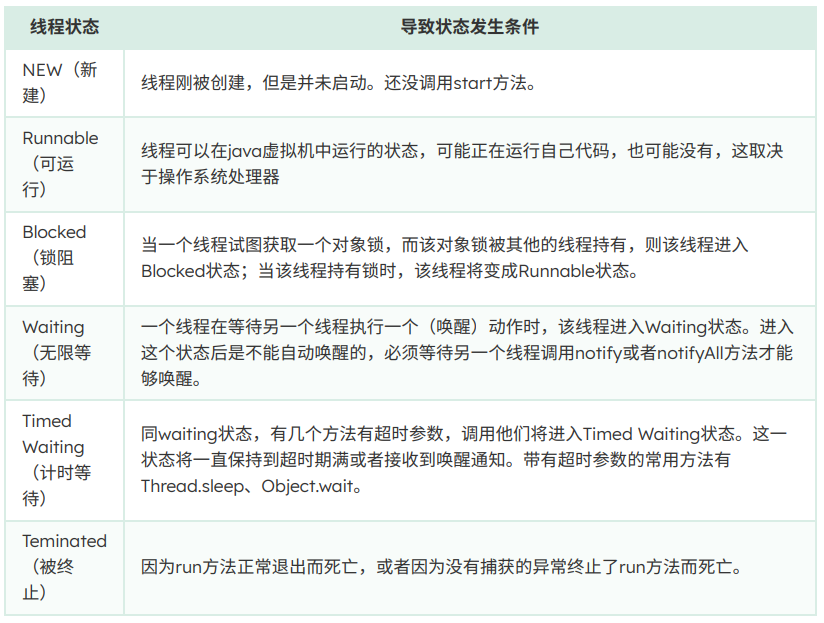 线程状态 导致状态发生条件
NEW（新
建）
线程刚被创建，但是并未启动。还没调用start方法。
Runnable
（可运
行）
线程可以在java虚拟机中运行的状态，可能正在运行自己代码，也可能没有，这取决
于操作系统处理器
Blocked
（锁阻
塞）
当一个线程试图获取一个对象锁，而该对象锁被其他的线程持有，则该线程进入
Blocked状态；当该线程持有锁时，该线程将变成Runnable状态。
Waiting
（无限等
待）
一个线程在等待另一个线程执行一个（唤醒）动作时，该线程进入Waiting状态。进入
这个状态后是不能自动唤醒的，必须等待另一个线程调用notify或者notifyAll方法才能
够唤醒。
Timed
Waiting
（计时等
待）
同waiting状态，有几个方法有超时参数，调用他们将进入Timed Waiting状态。这一
状态将一直保持到超时期满或者接收到唤醒通知。带有超时参数的常用方法有
Thread.sleep、Object.wait。
Teminated
（被终
止）
因为run方法正常退出而死亡，或者因为没有捕获的异常终止了run方法而死亡。